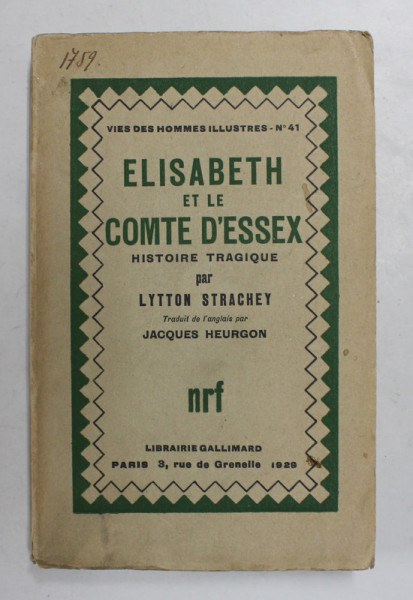 1759.
VIES DES HOMMES ILLUSTRES - N° 41
ELISABETH
ET LE
COMTE D'ESSEX
HISTOIRE TRAGIQUE
par
LYTTON STRACHEY
Traduit de l'anglais par
JACQUES HEURGON
nrf
LIBRAIRIE GALLIMARD
PARIS 3, rue de Grenelle 1929